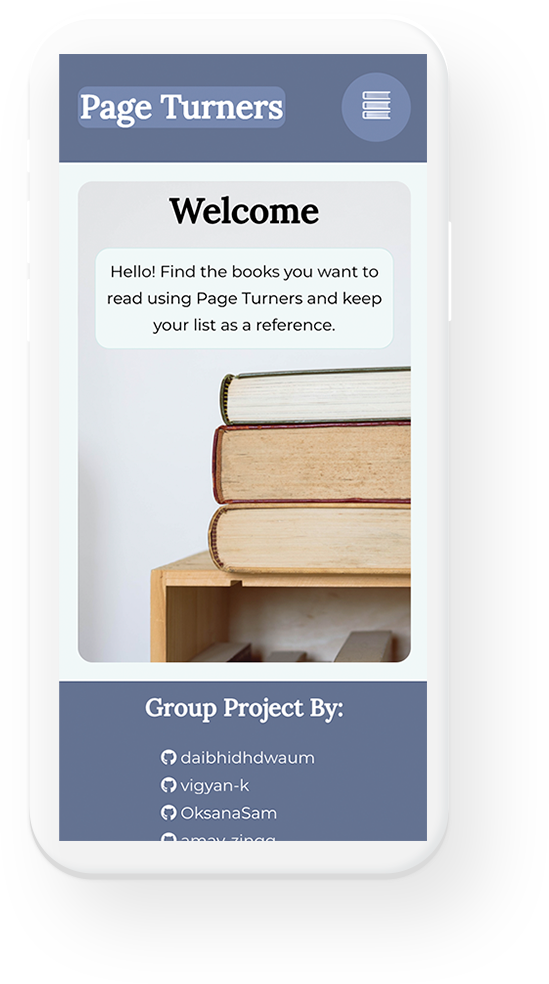 Page Turners
Welcome
Hello! Find the books you want to
read using Page Turners and keep
your list as a reference.
Group Project By:
daibhidhdwaum
vigyan-k
OksanaSam